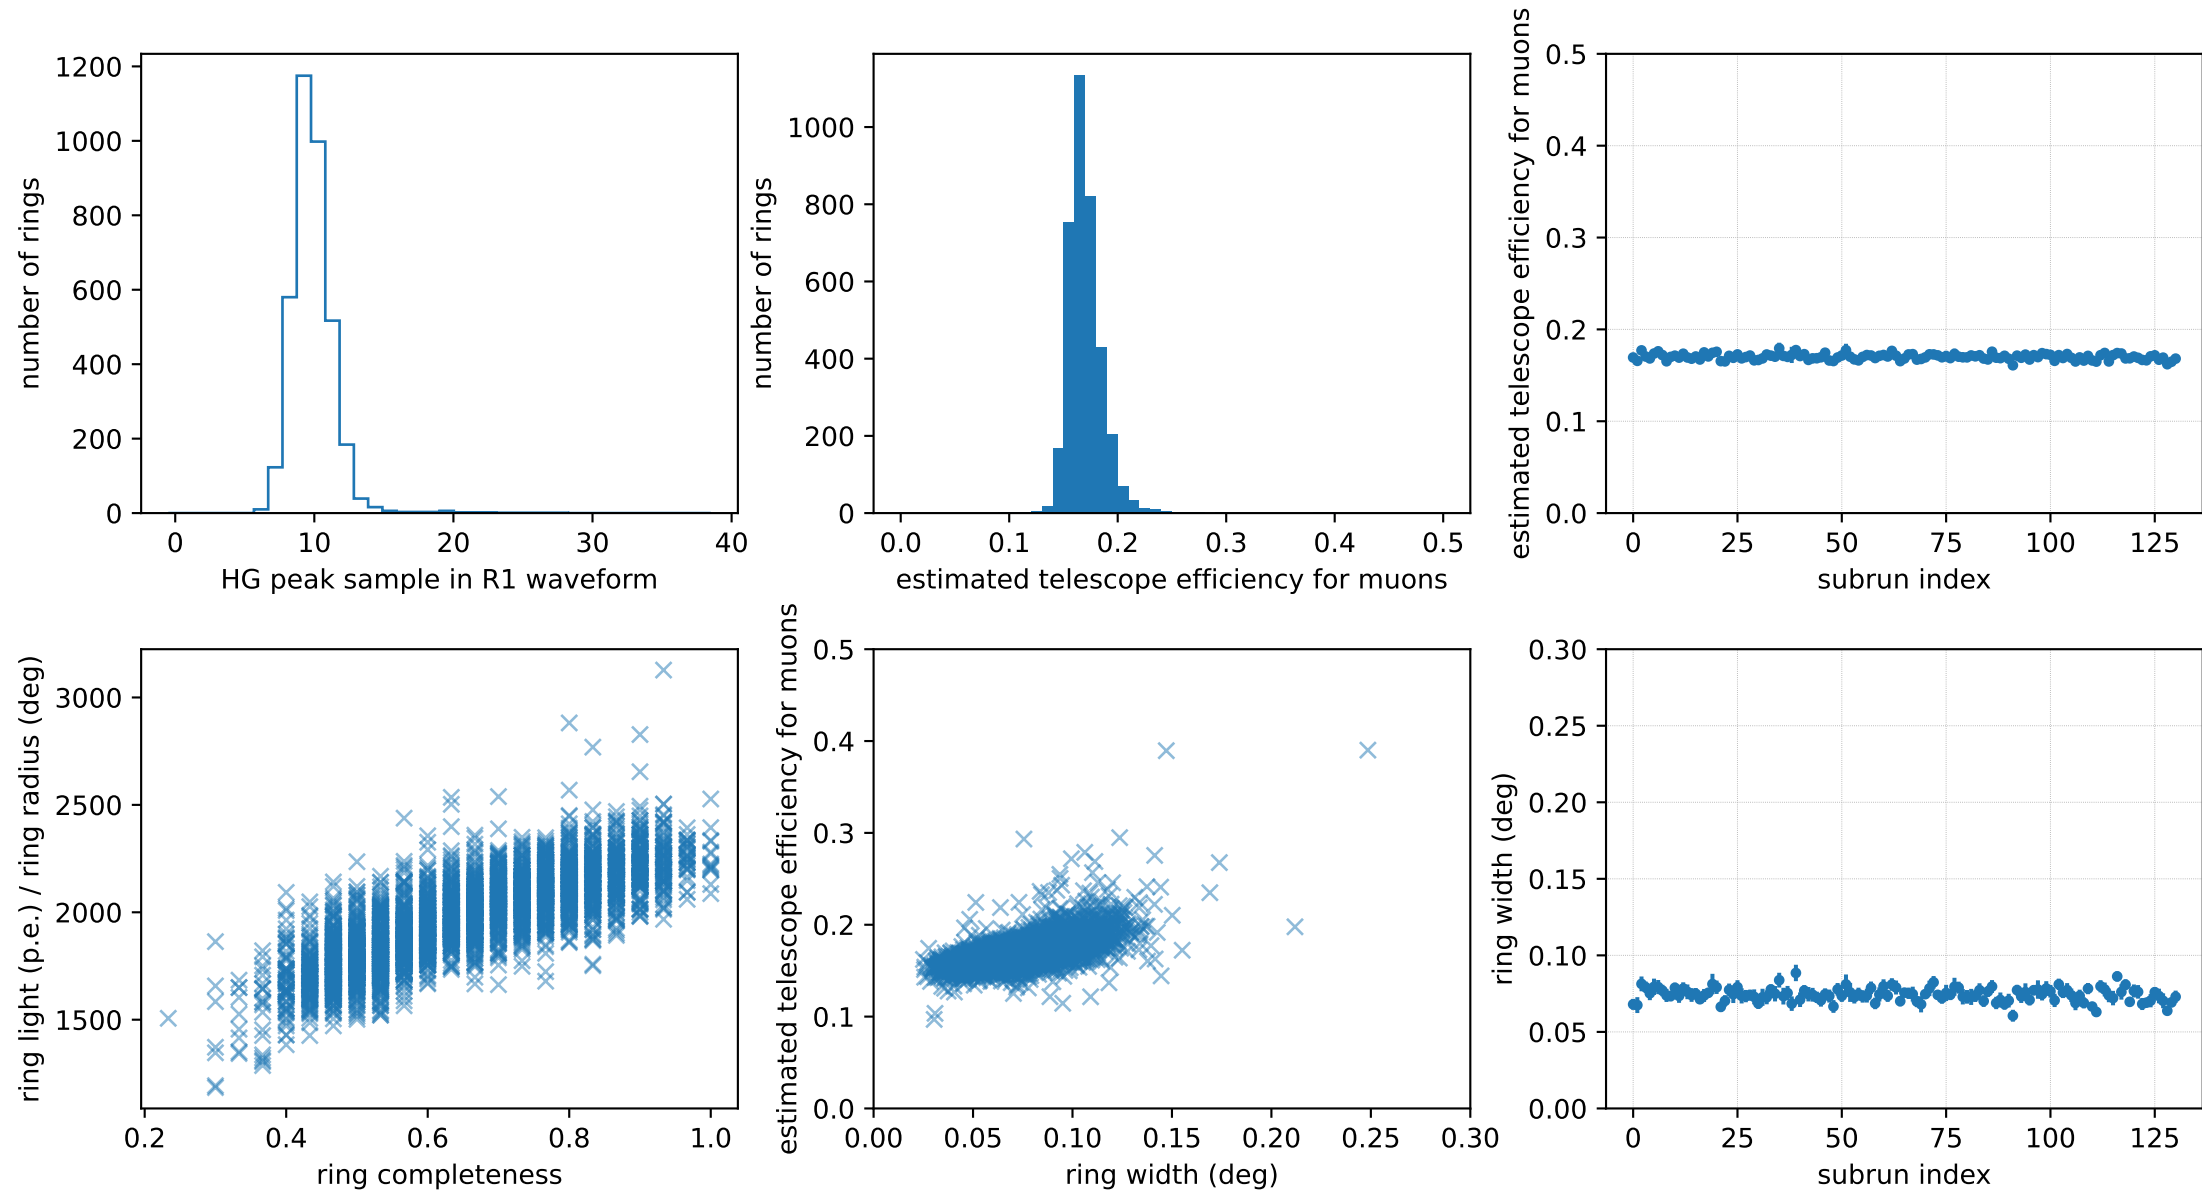 number of rings
1200
1000
800
600
400
200
0
0 10 20 30 40
HG peak sample in R1 waveform
number of rings
1000
800
600
400
200
0
0.0 0.1 0.2 0.3 0.4 0.5
estimated telescope efficiency for muons
estimated telescope efficiency for muons
0.5
0.4
0.3
0.2
0.1
0.0
0 25 50 75 100 125
subrun index
ring light (p.e.) / ring radius (deg)
3000
2500
2000
1500
0.2 0.4 0.6 0.8 1.0
ring completeness
estimated telescope efficiency for muons
0.5
0.4
0.3
0.2
0.1
0.0
0.00 0.05 0.10 0.15 0.20 0.25 0.30
ring width (deg)
ring width (deg)
0.30
0.25
0.20
0.15
0.10
0.05
0.00
0 25 50 75 100 125
subrun index